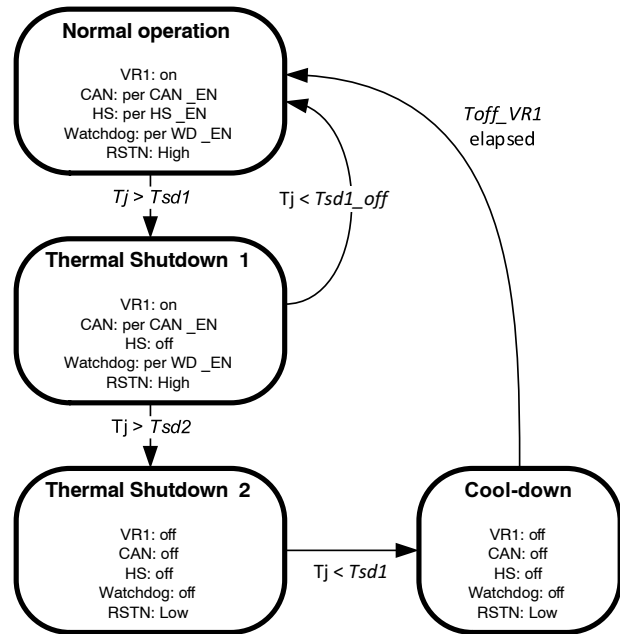 Normal operation
VR1: on
CAN: per CAN _EN
HS: per HS _EN
Watchdog: per WD _EN
RSTN: High
Toff_VR1
elapsed
Tj > Tsd1
Tj < Tsd1_off
Thermal Shutdown 1
VR1: on
CAN: per CAN _EN
HS: off
Watchdog: per WD _EN
RSTN: High
Tj > Tsd2
Thermal Shutdown 2
VR1: off
CAN: off
HS: off
Watchdog: off
RSTN: Low
Tj < Tsd1
Cool-down
VR1: off
CAN: off
HS: off
Watchdog: off
RSTN: Low